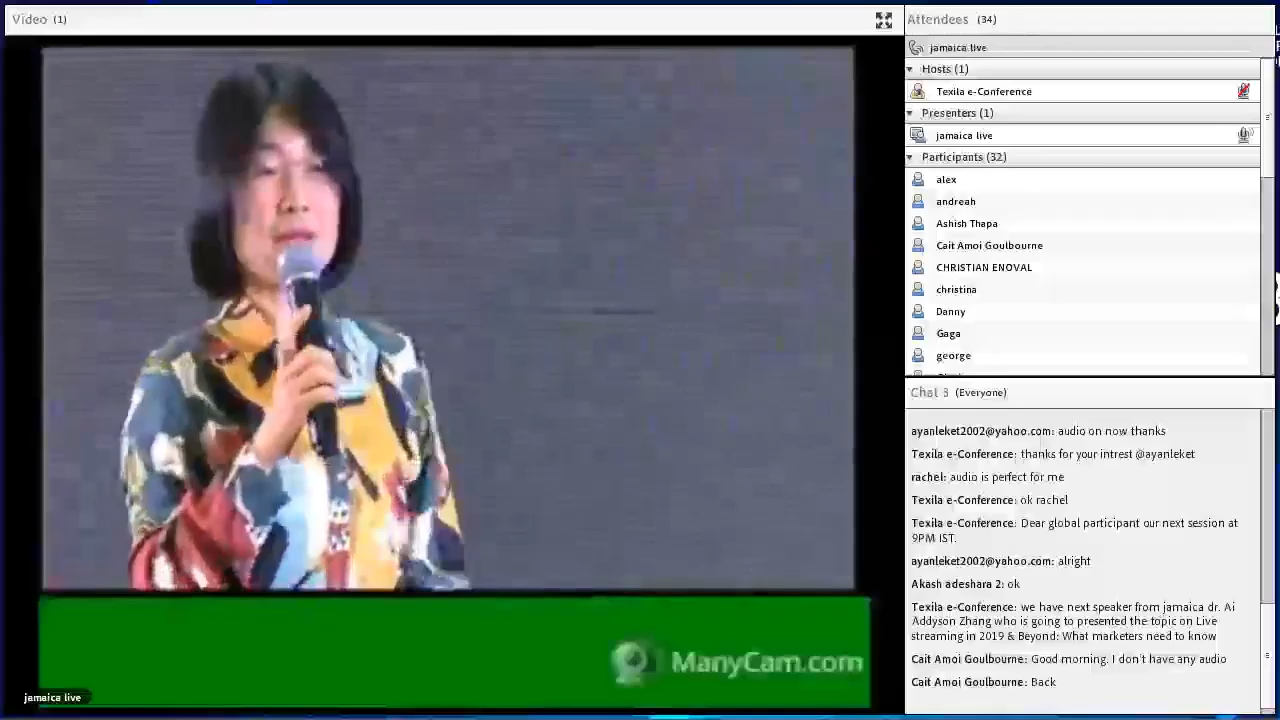 Video (1)
ManyCam.com
jamaica live
Attendees (34)
jamaica live
Hosts (1)
Texila e-Conference
Presenters (1)
jamaica live
Participants (32)
alex
andreah
Ashish Thapa
Cait Amoi Goulbourne
CHRISTIAN ENOVAL
christina
Danny
Gaga
george
Chat 3 (Everyone)
ayanleket2002@yahoo.com: audio on now thanks
Texila e-Conference: thanks for your intrest @ayanleket
rachel: audio is perfect for me
Texila e-Conference: ok rachel
Texila e-Conference: Dear global participant our next session at
9PM IST.
ayanleket2002@yahoo.com: alright
Akash adeshara 2: ok
Texila e-Conference: we have next speaker from jamaica dr. Ai
Addyson Zhang who is going to presented the topic on Live
streaming in 2019 & Beyond: What marketers need to know
Cait Amoi Goulbourne: Good morning. I don't have any audio
Cait Amoi Goulbourne: Back